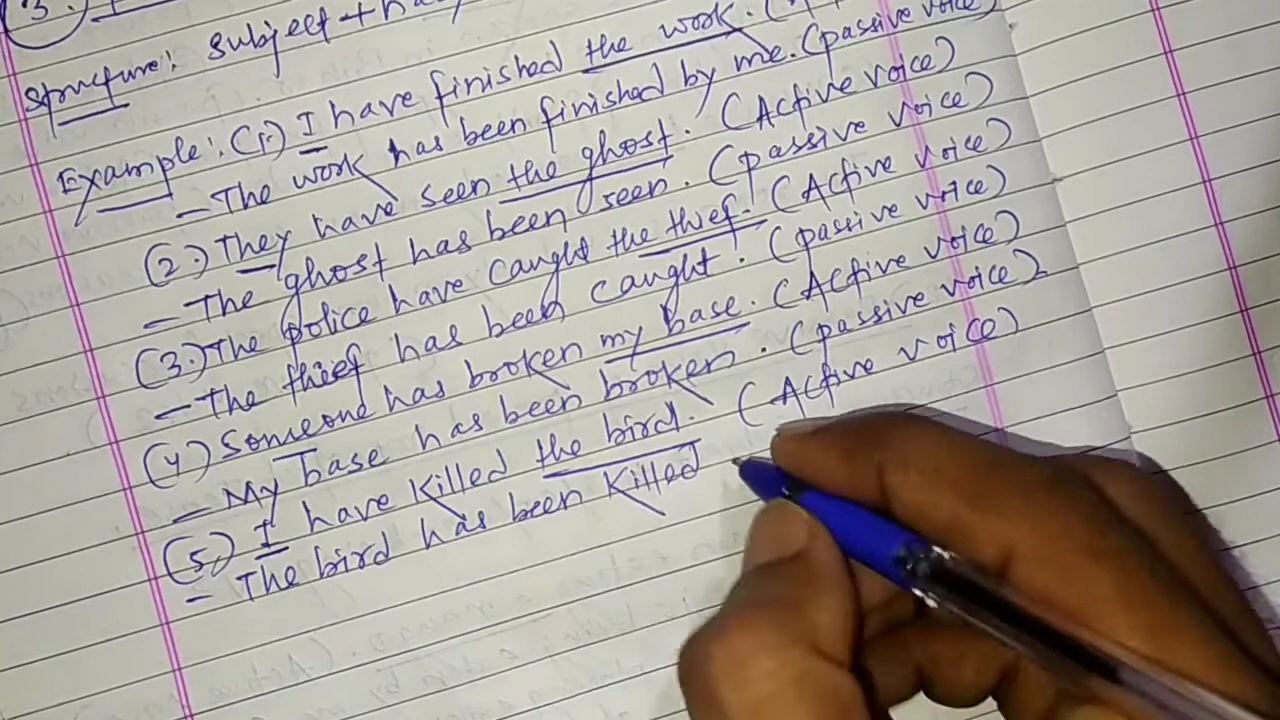 (3.)
Structure: Subject + ha
Example: (1.) I have finished the work. (
- The work has been finished by me. (passive voice)
(2.) They have seen the ghost. (Active voice)
- The ghost has been seen. (passive voice)
(3.) The police have caught the thief. (Active voice)
- The thief has been caught. (passive voice)
(4) Someone has broken my base. (Active voice)
- My base has been broken. (passive voice).
(5.) I have killed the bird. (Active voice)
- The bird has been killed